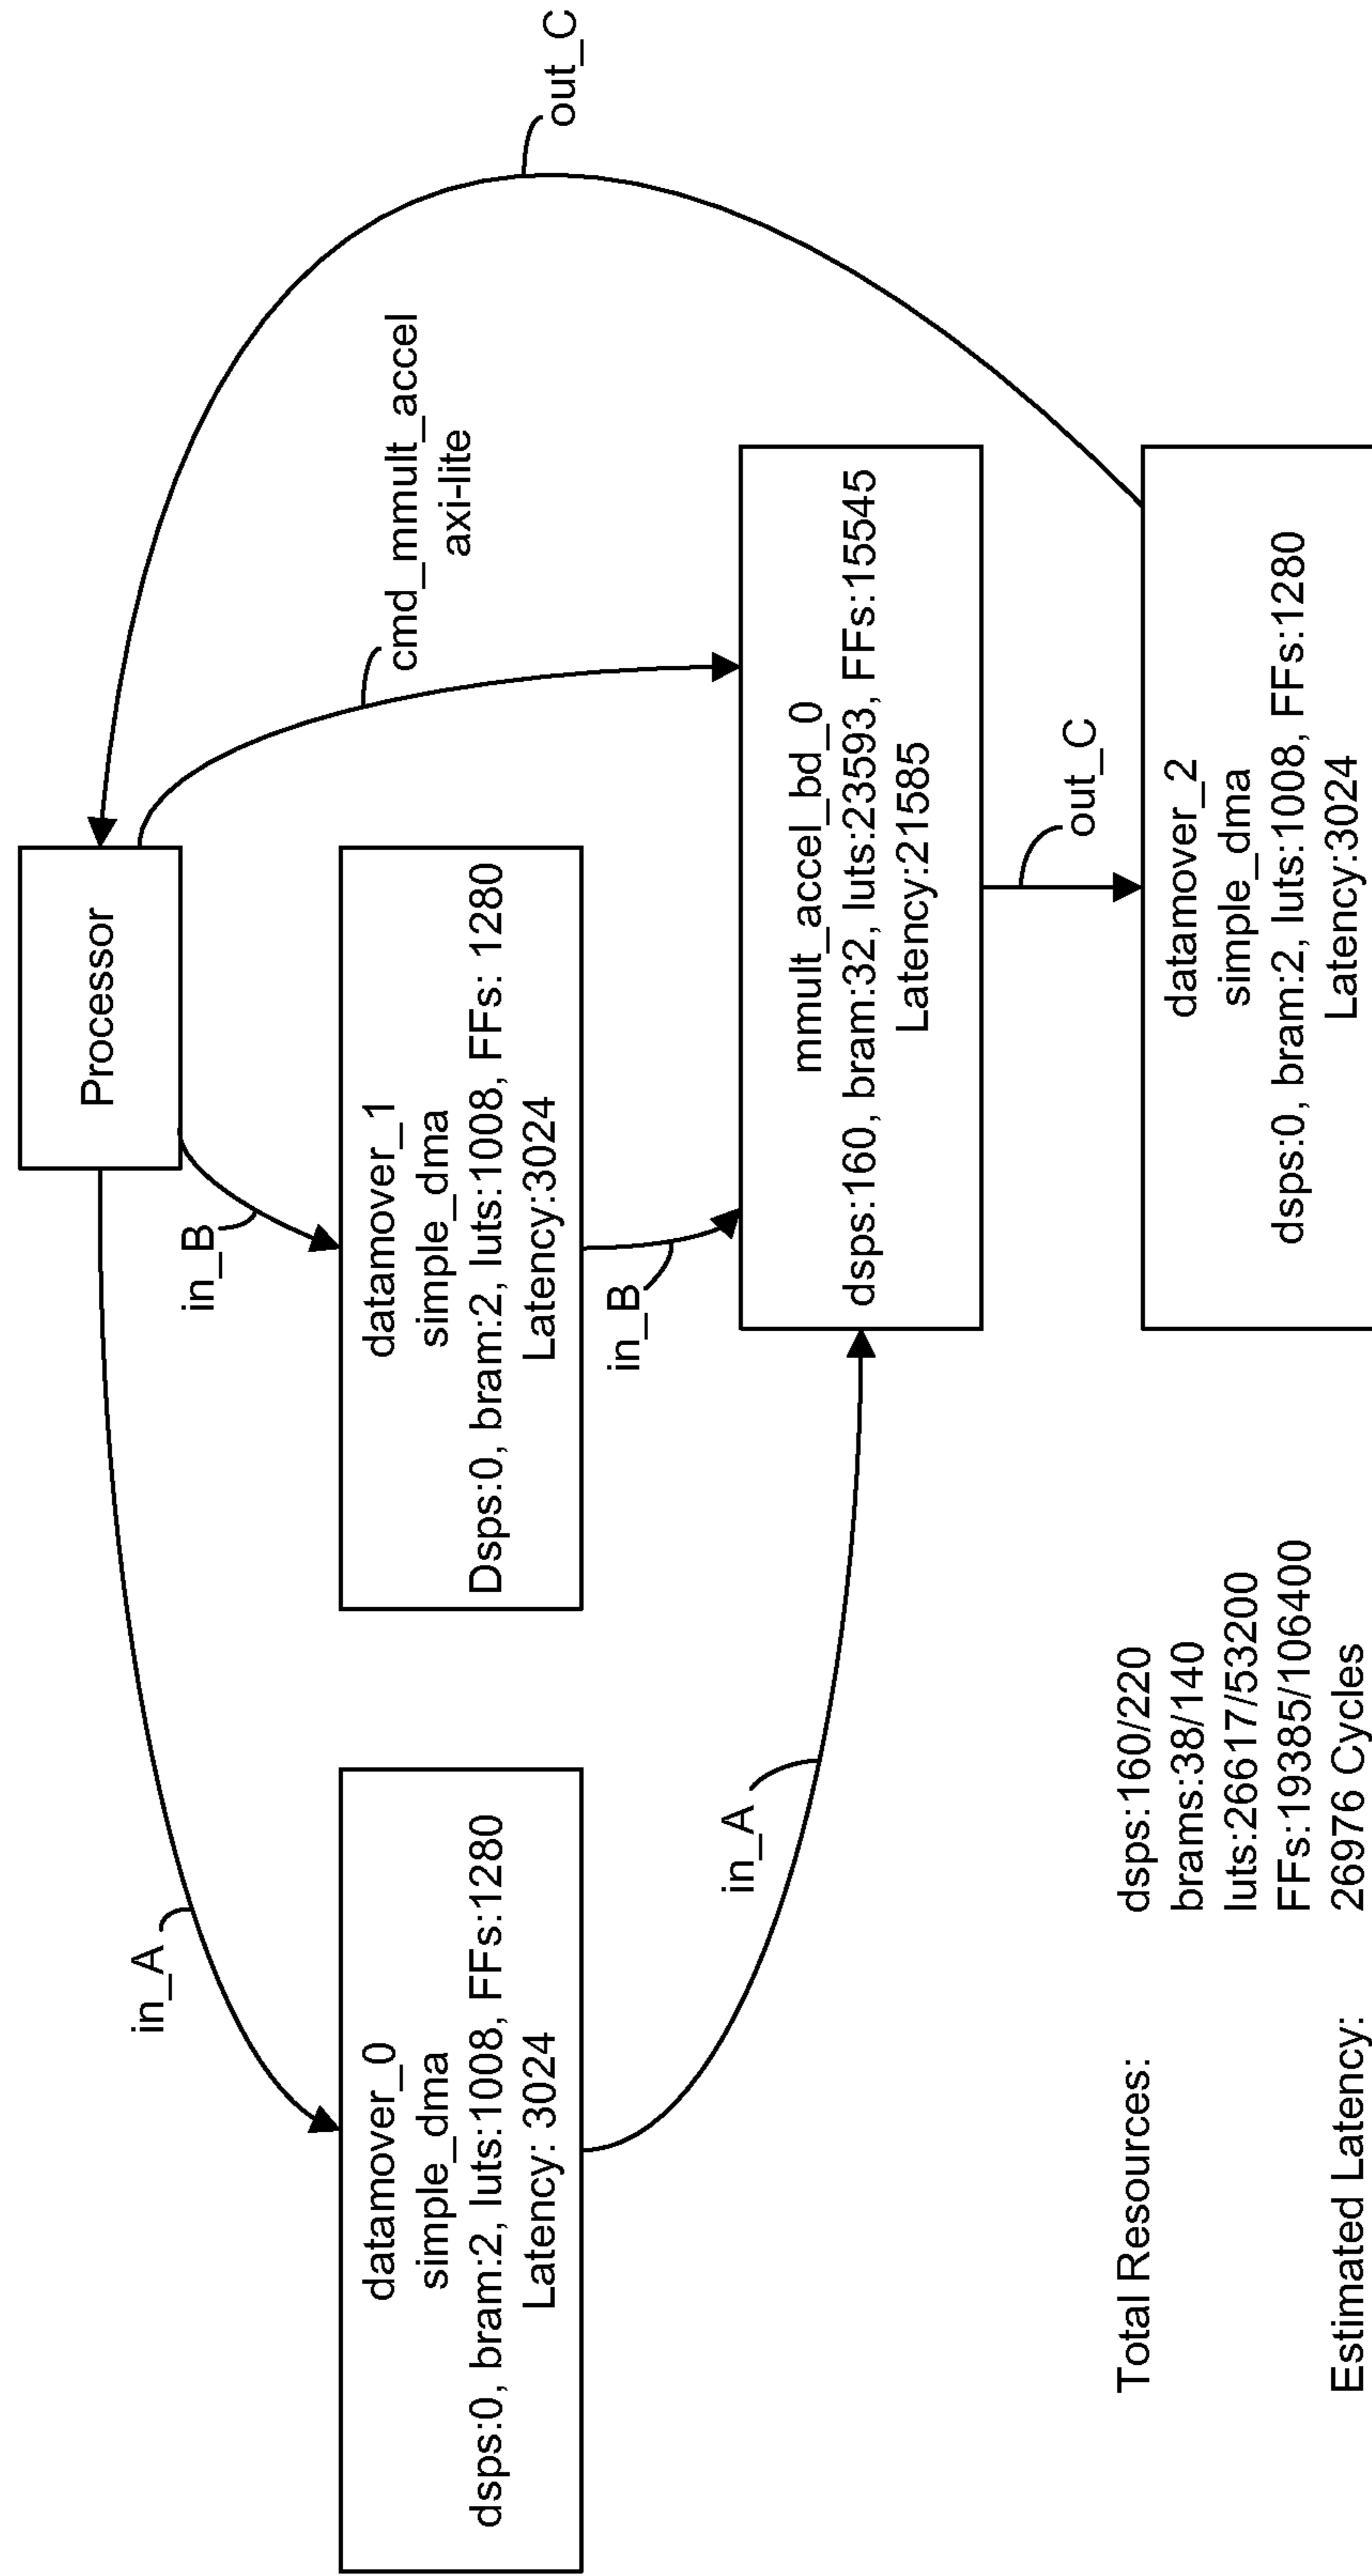 Processor
in_A
in_B
cmd_mmult_accel
axi-lite
out_C
datamover_0
simple_dma
dsps:0, bram:2, luts:1008, FFs:1280
Latency: 3024
datamover_1
simple_dma
Dsps:0, bram:2, luts:1008, FFs: 1280
Latency:3024
in_A
in_B
mmult_accel_bd_0
dsps:160, bram:32, luts:23593, FFs:15545
Latency:21585
out_C
datamover_2
simple_dma
dsps:0, bram:2, luts:1008, FFs:1280
Latency:3024
Total Resources: dsps:160/220
brams:38/140
luts:26617/53200
FFs:19385/106400
Estimated Latency: 26976 Cycles